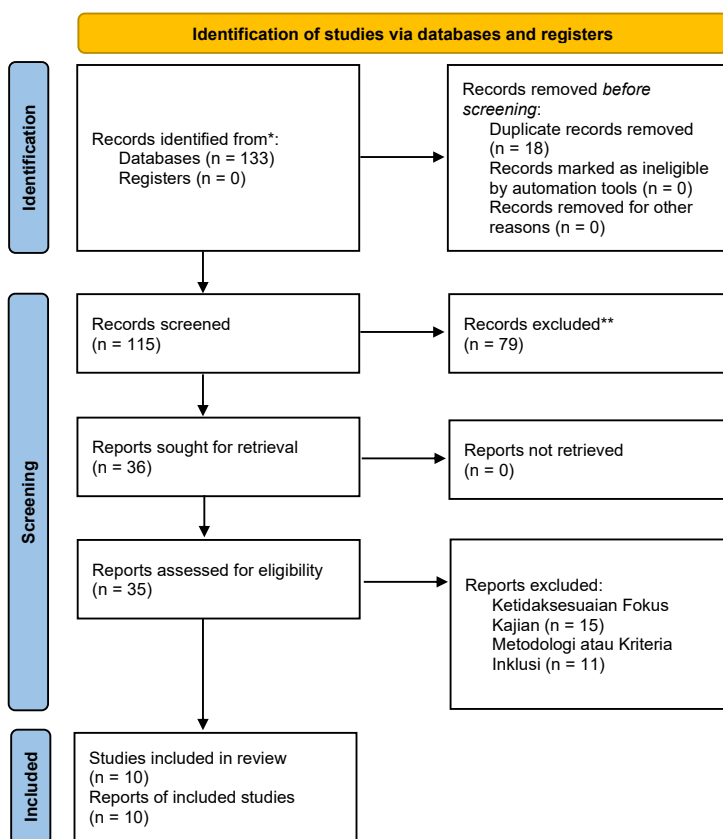 Identification of studies via databases and registers
Identification
Records identified from*:
Databases (n = 133)
Registers (n = 0)
Records removed before
screening:
Duplicate records removed
(n = 18)
Records marked as ineligible
by automation tools (n = 0)
Records removed for other
reasons (n = 0)
Screening
Records screened
(n = 115)
Records excluded**
(n = 79)
Reports sought for retrieval
(n = 36)
Reports not retrieved
(n = 0)
Reports assessed for eligibility
(n = 35)
Reports excluded:
Ketidaksesuaian Fokus
Kajian (n = 15)
Metodologi atau Kriteria
Inklusi (n = 11)
Included
Studies included in review
(n = 10)
Reports of included studies
(n = 10)